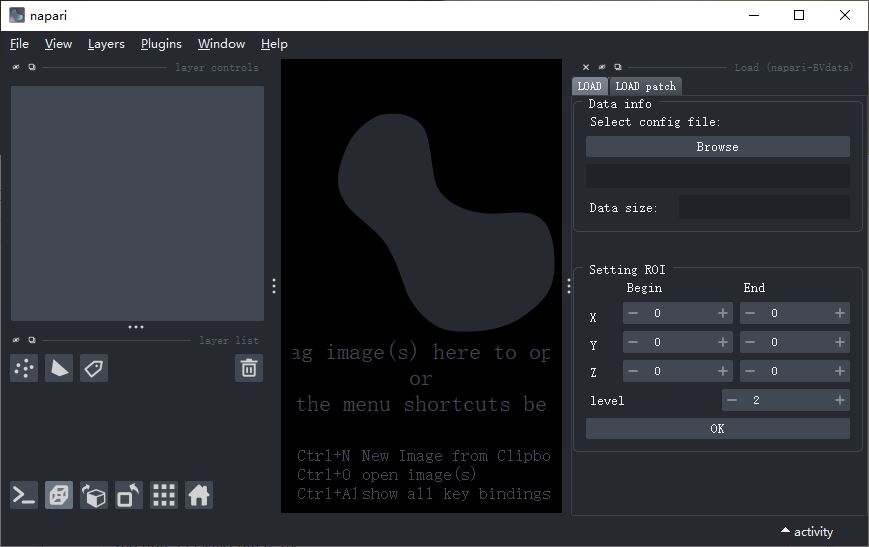 napari
File View Layers Plugins Window Help
layer controls
layer list
ag image(s) here to op
or
the menu shortcuts be
Ctrl+N New Image from Clipbo
Ctrl+O open image(s)
Ctrl+Alshow all key bindings
Load (napari-BVdata)
LOAD LOAD patch
Data info
Select config file:
Browse
Data size:
Setting ROI
Begin End
X 0 0
Y 0 0
Z 0 0
level 2
OK
activity